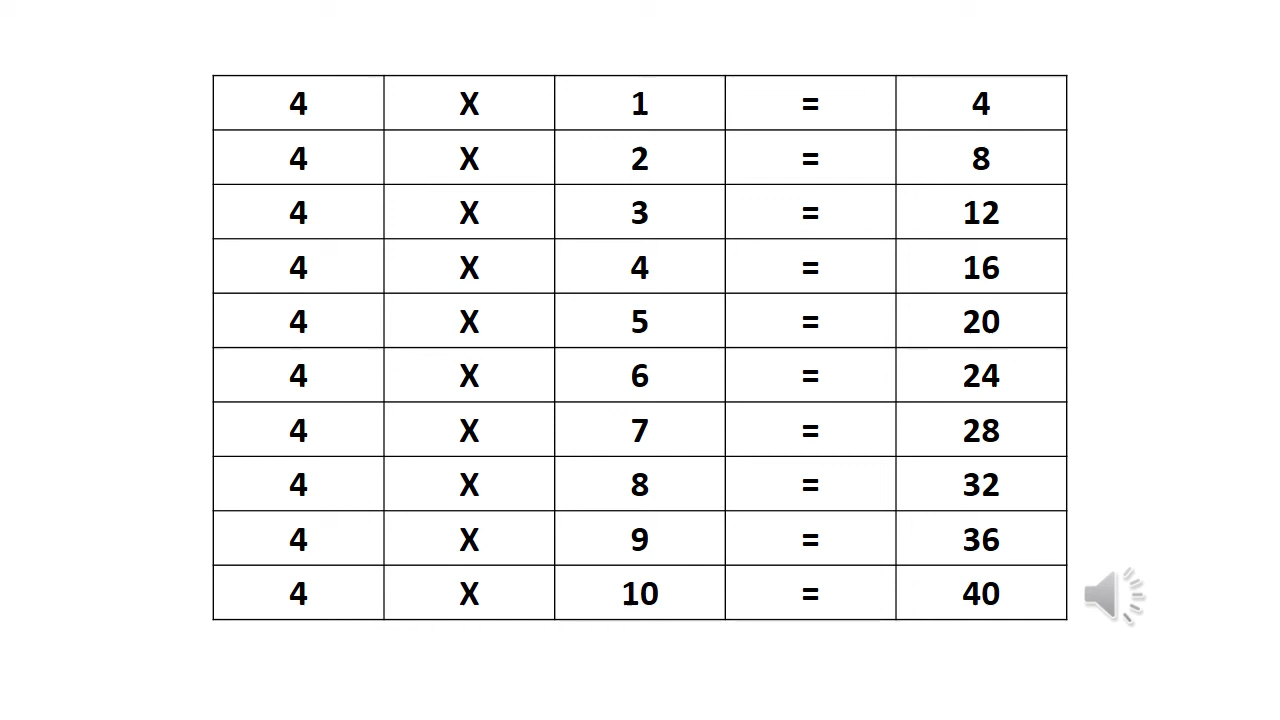 4 X 1 = 4
4 X 2 = 8
4 X 3 = 12
4 X 4 = 16
4 X 5 = 20
4 X 6 = 24
4 X 7 = 28
4 X 8 = 32
4 X 9 = 36
4 X 10 = 40